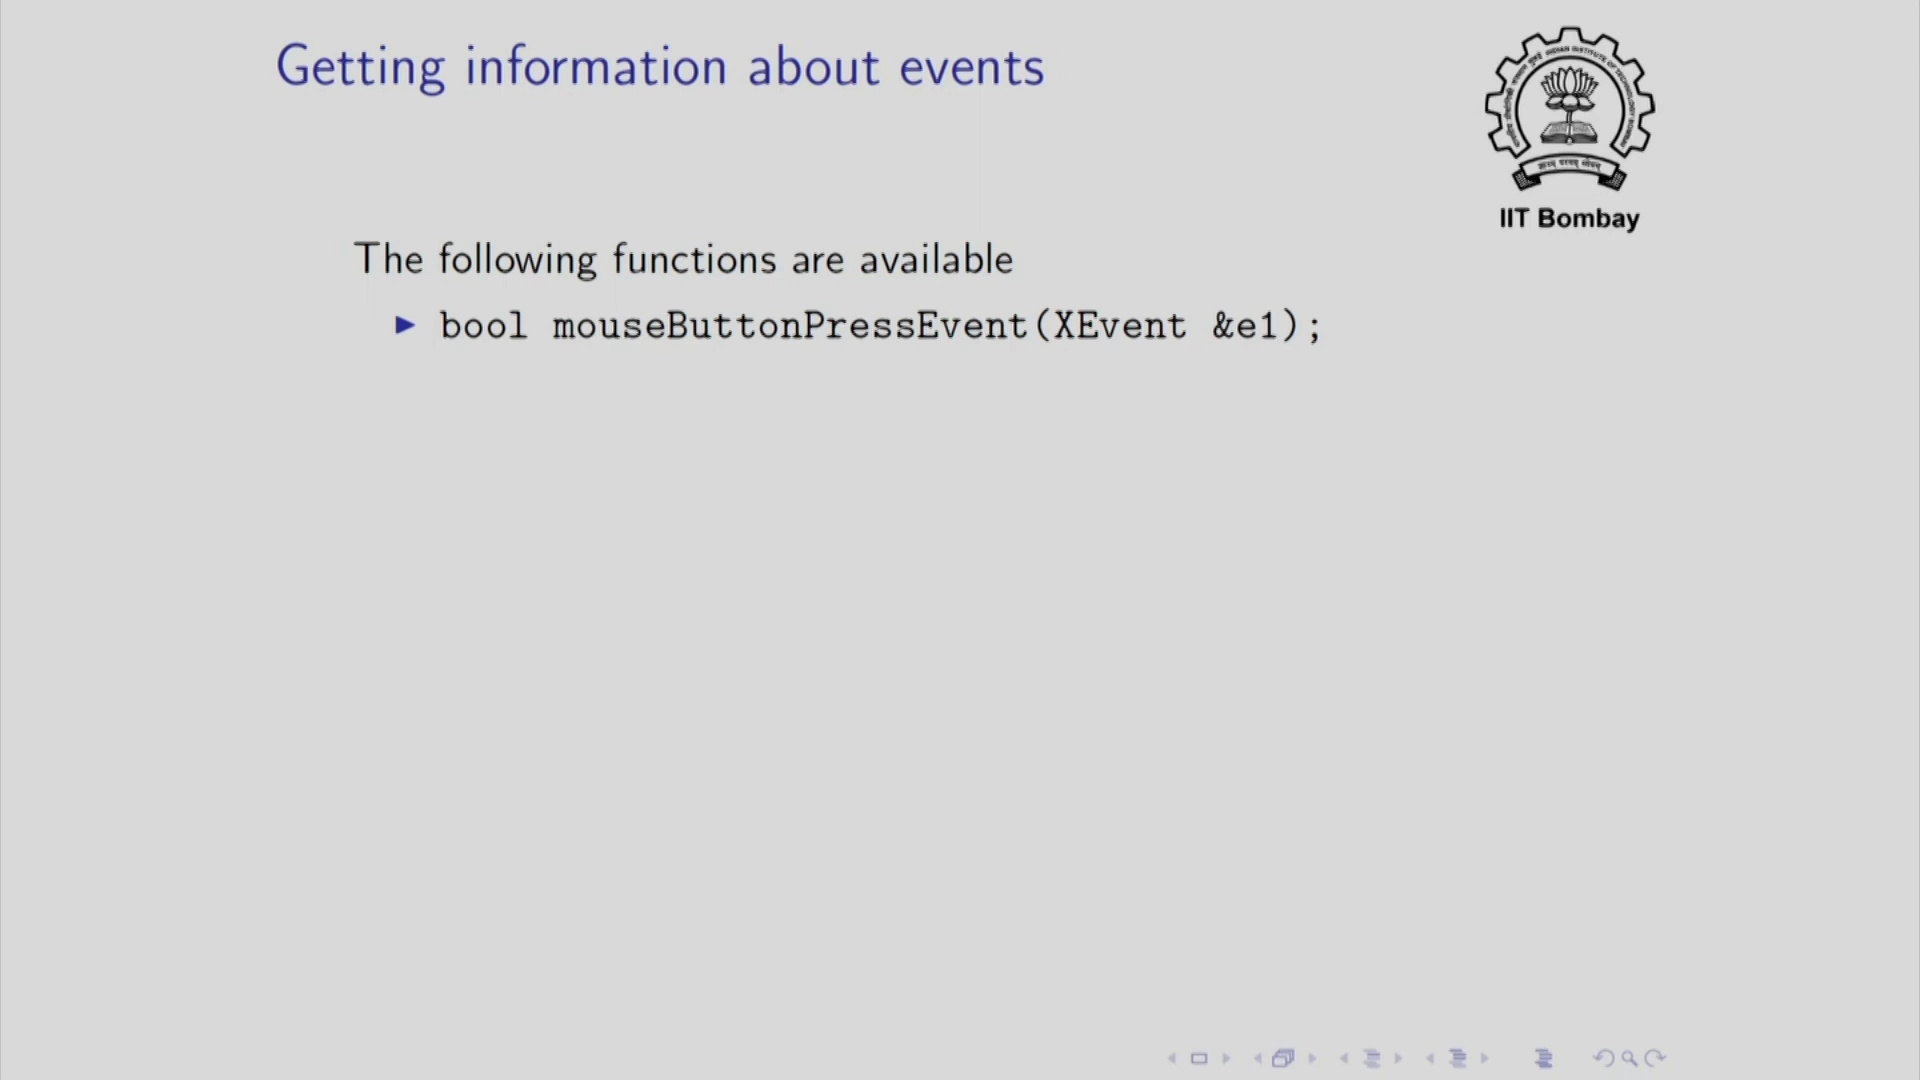 Getting information about events
IIT Bombay
The following functions are available
bool mouseButtonPressEvent(XEvent &e1);